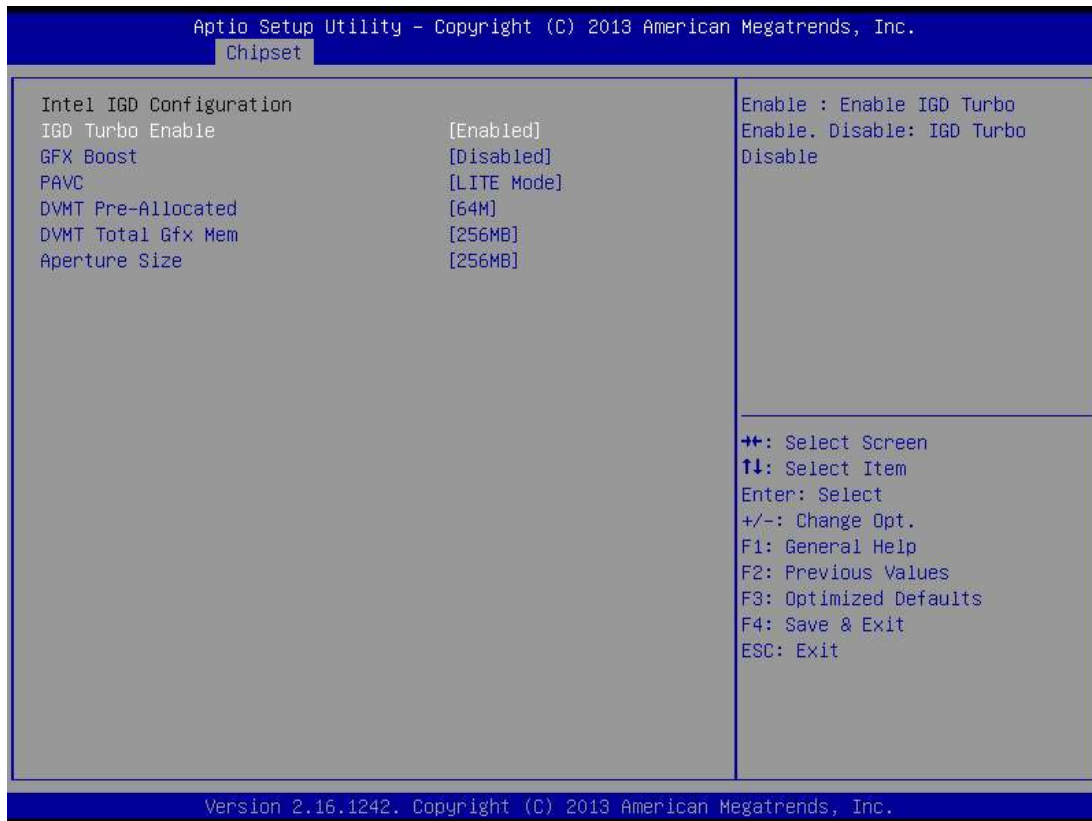 Aptio Setup Utility – Copyright (C) 2013 American Megatrends, Inc.
Chipset
Intel IGD Configuration
IGD Turbo Enable [Enabled]
GFX Boost [Disabled]
PAVC [LITE Mode]
DVMT Pre-Allocated [64M]
DVMT Total Gfx Mem [256MB]
Aperture Size [256MB]
Enable : Enable IGD Turbo
Enable. Disable: IGD Turbo
Disable
→←: Select Screen
↑↓: Select Item
Enter: Select
+/-: Change Opt.
F1: General Help
F2: Previous Values
F3: Optimized Defaults
F4: Save & Exit
ESC: Exit
Version 2.16.1242. Copyright (C) 2013 American Megatrends, Inc.